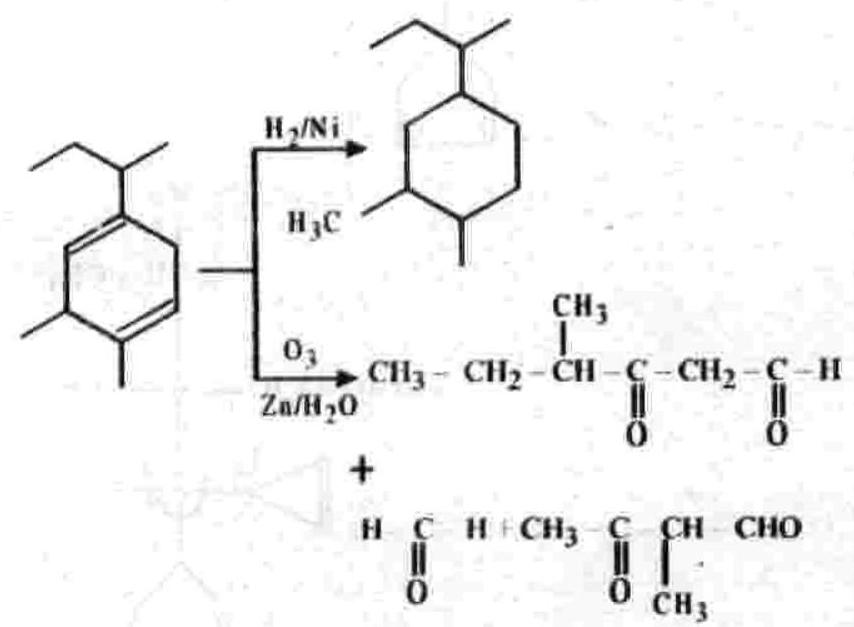 H2/Ni
H3C
CH3
O3
CH3 - CH2 - CH - C - CH2 - C - H
Zn/H2O
O O
+
H C H + CH3 C CH CHO
O O CH3